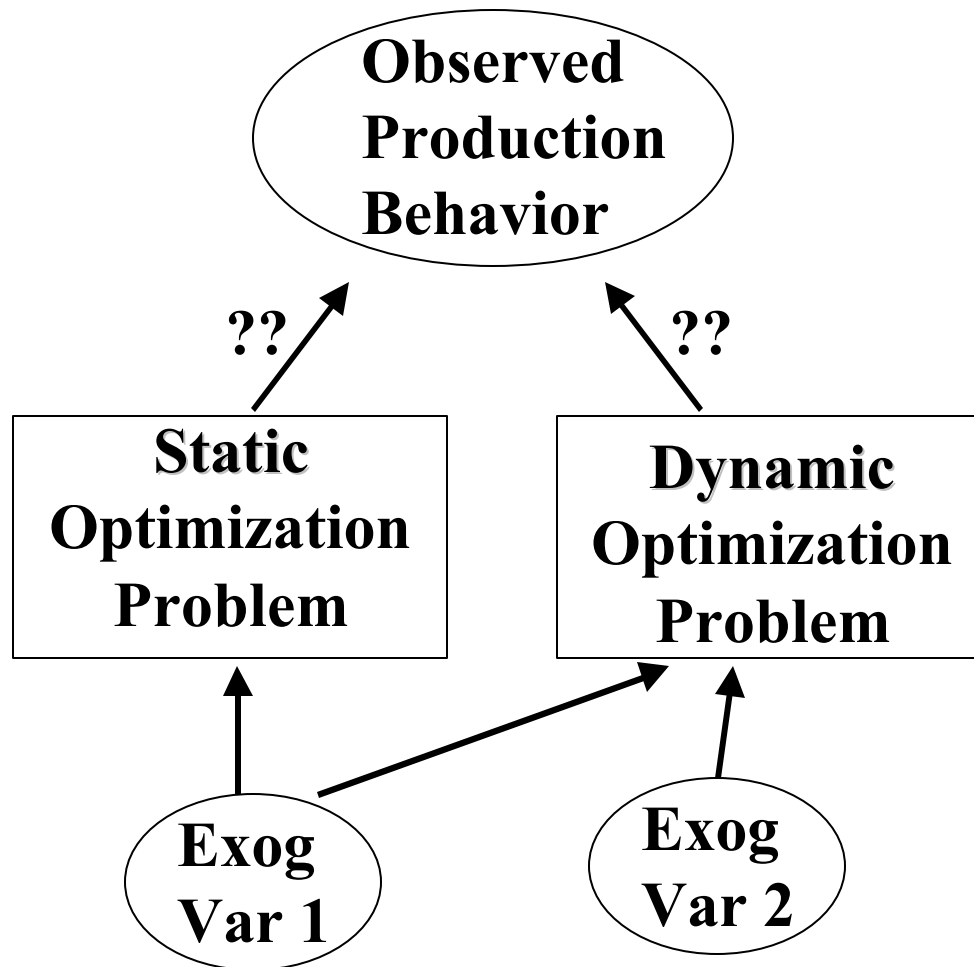 Observed
Production
Behavior
??
??
Static
Optimization
Problem
Dynamic
Optimization
Problem
Exog
Var 1
Exog
Var 2